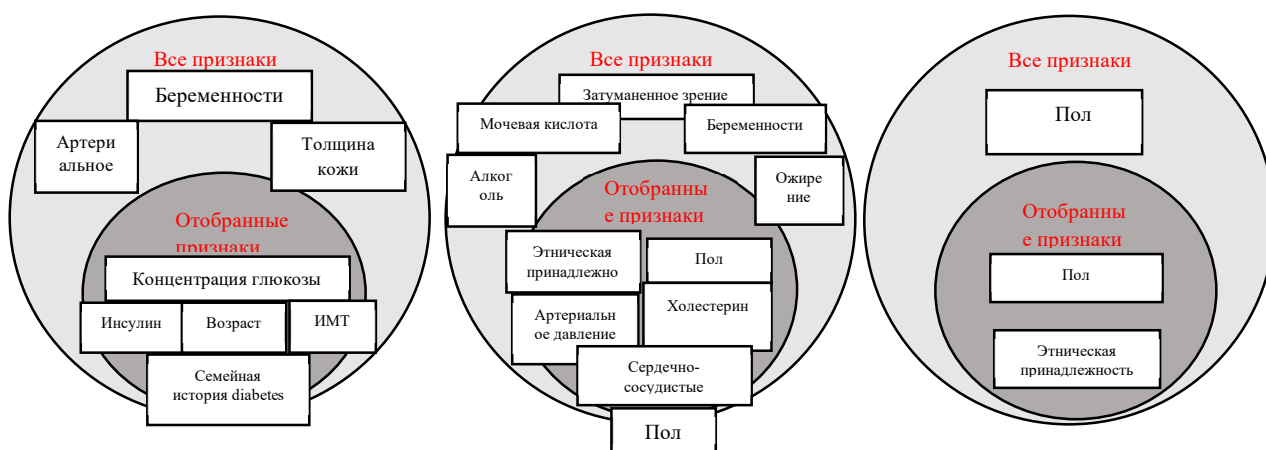 Все признаки
Беременности
Артери
альное
Толщина
кожи
Отобранные
признаки
Концентрация глюкозы
Инсулин
Возраст
ИМТ
Семейная
история diabetes
Все признаки
Затуманенное зрение
Мочевая кислота
Беременности
Алког
оль
Ожире
ние
Отобранны
е признаки
Этническая
принадлежно
Пол
Артериальн
ое давление
Холестерин
Сердечно-
сосудистые
Пол
Все признаки
Пол
Отобранны
е признаки
Пол
Этническая
принадлежность